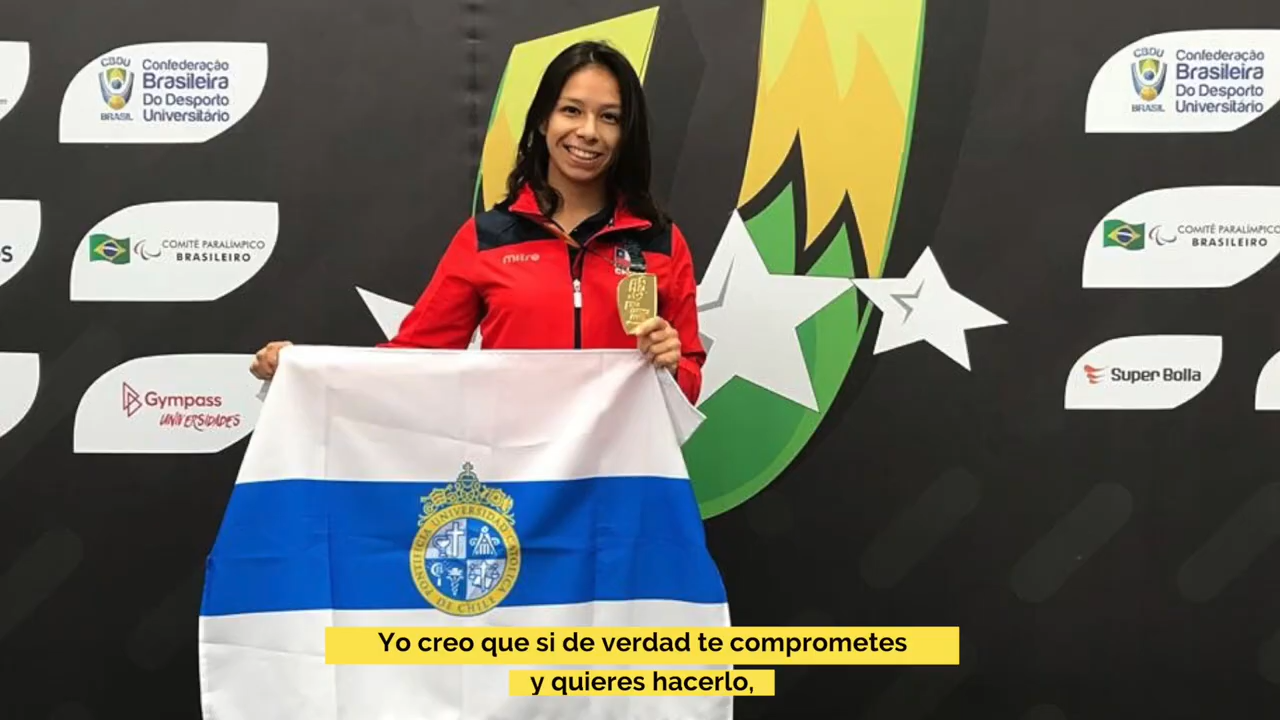 CBDU
BRASIL
Confederação
Brasileira
Do Desporto
Universitário
CBDU
BRASIL
Confederação
Brasileira
Do Desporto
Universitário
COMITÊ PARALÍMPICO
BRASILEIRO
COMITÊ PARALÍMPICO
BRASILEIRO
OS
mitre
Gympass
UNIVERSIDADES
Super Bolla
PONTIFICIA UNIVERSIDAD CATOLICA
DE CHILE
Yo creo que si de verdad te comprometes
y quieres hacerlo,